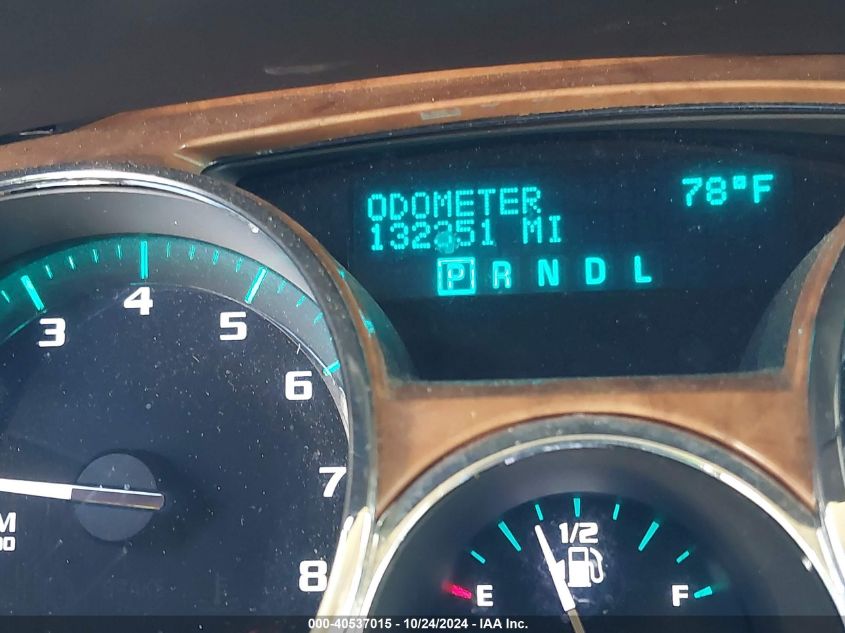 ODOMETER 78°F
132351 MI
P R N D L
3 4 5 6 7 8
1/2
E F
000-40537015 - 10/24/2024 - IAA Inc.